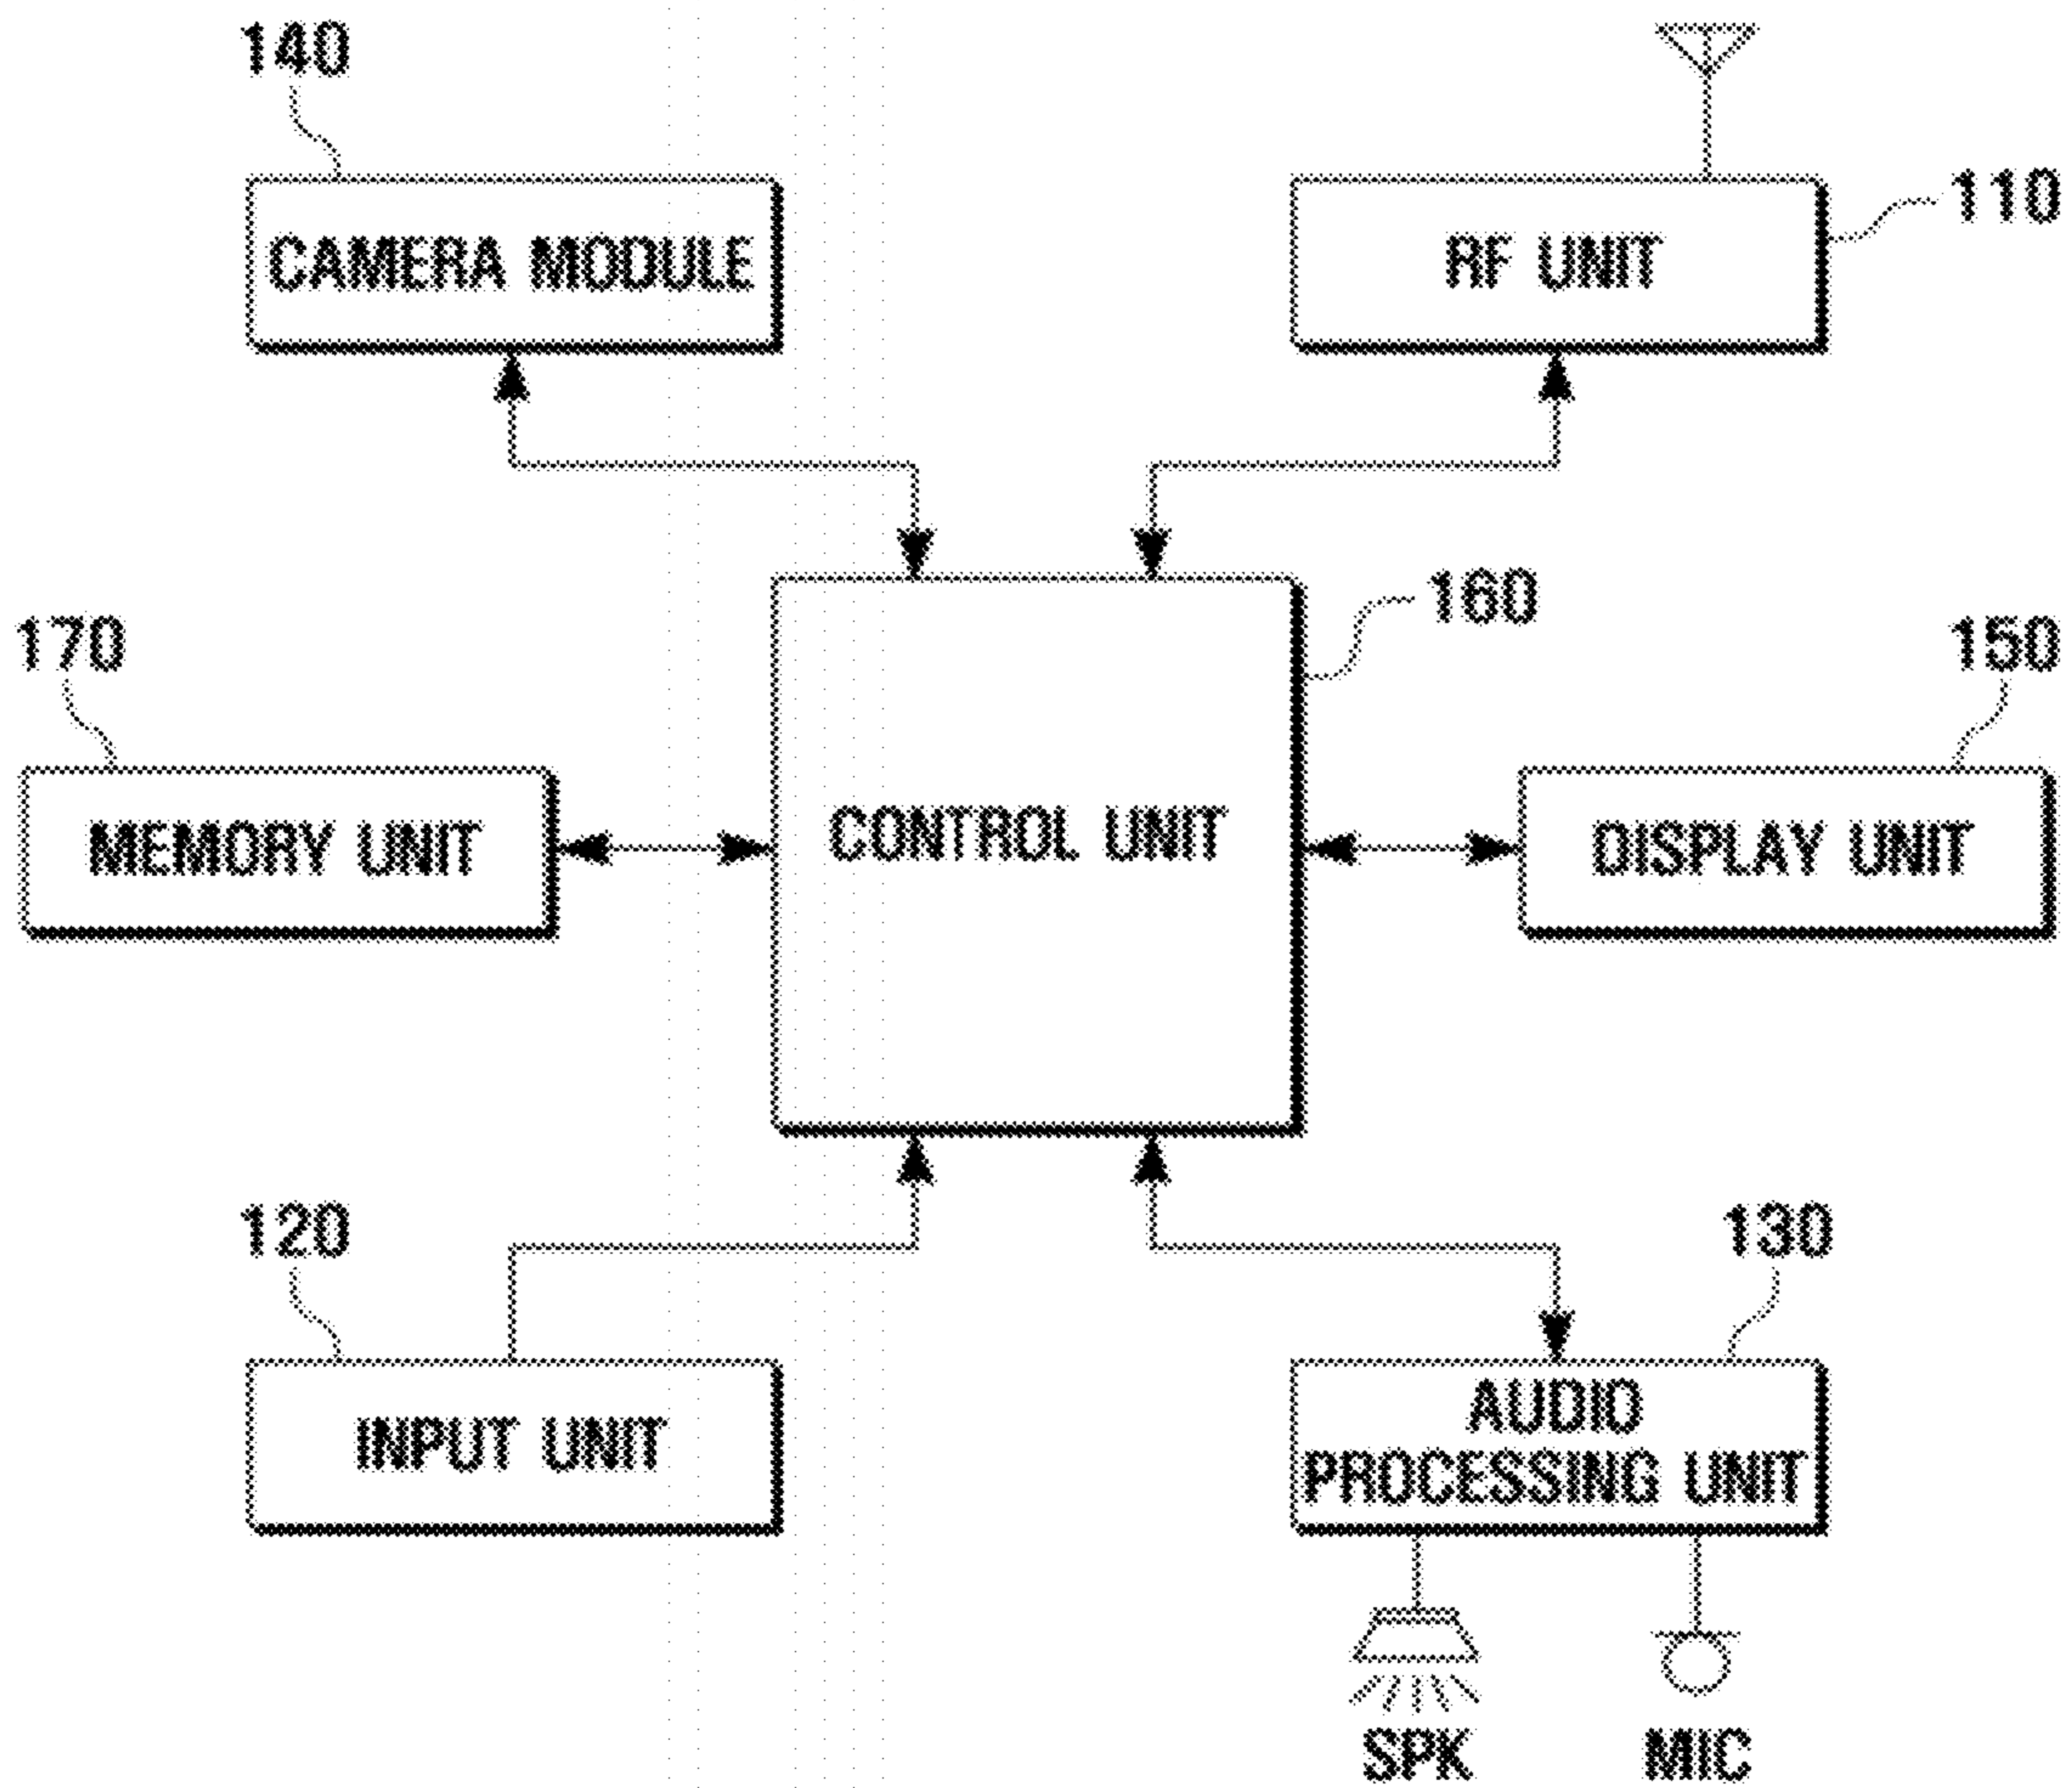 140
110
CAMERA MODULE
RF UNIT
160
170
150
CONTROL UNIT
MEMORY UNIT
DISPLAY UNIT
120
130
INPUT UNIT
AUDIO
PROCESSING UNIT
SPK
MIC